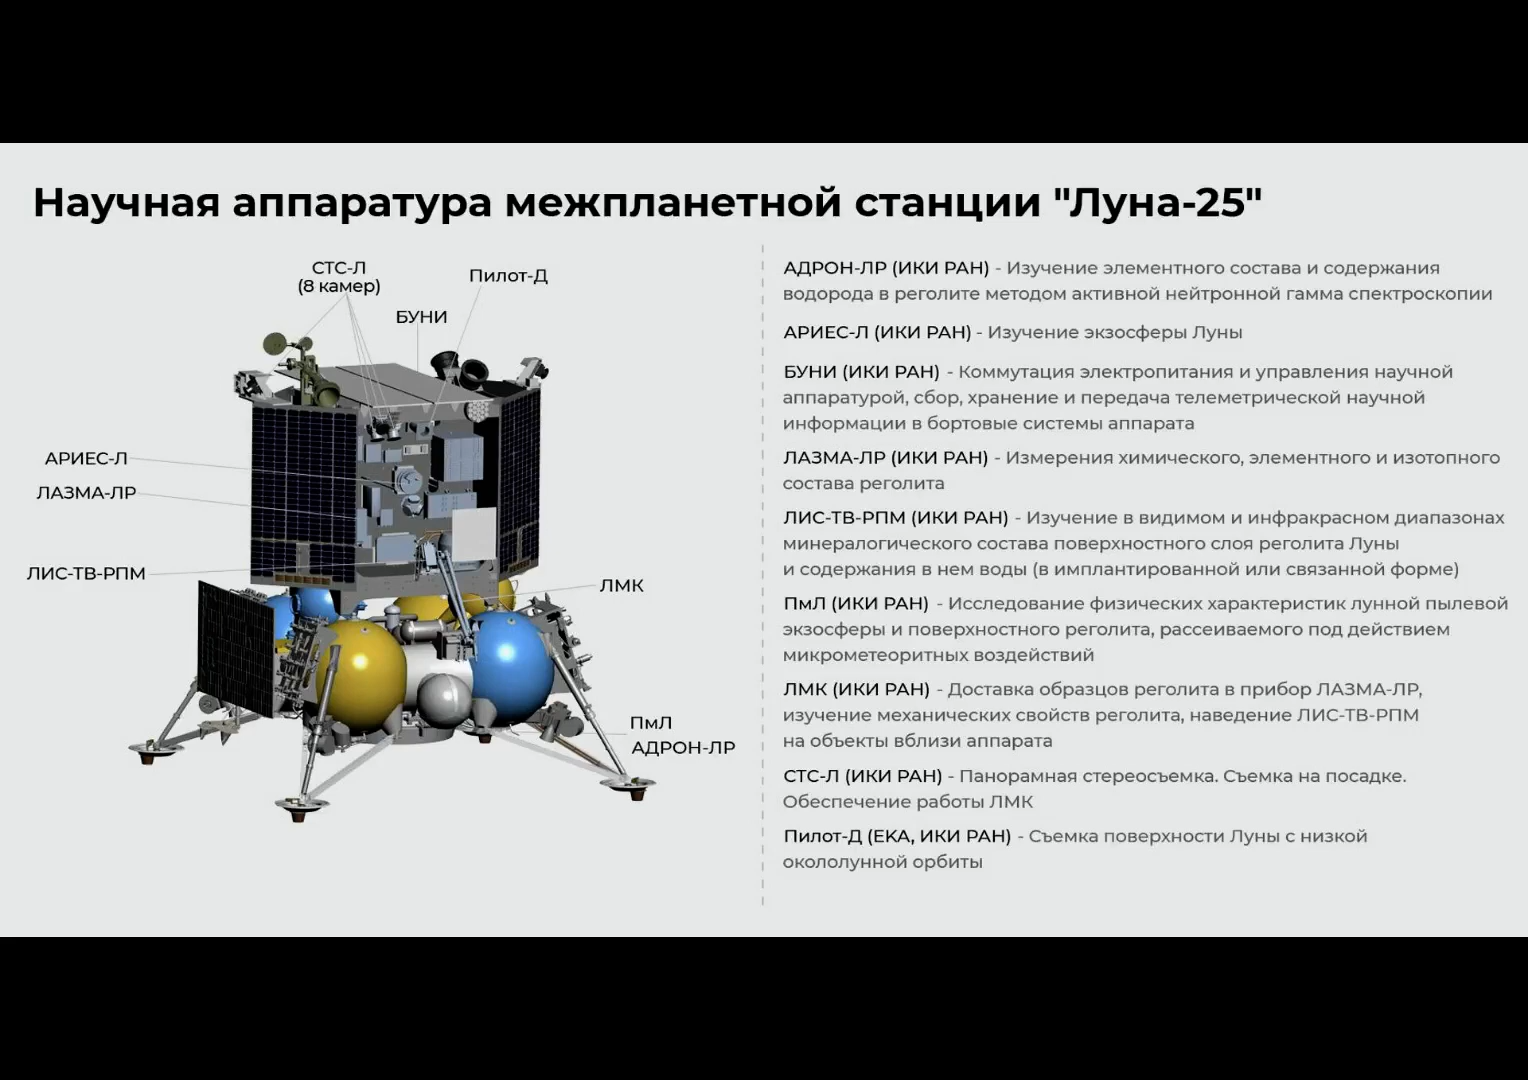 Научная аппаратура межпланетной станции "Луна-25"
СТС-Л
(8 камер)
Пилот-Д
БУНИ
АРИЕС-Л
ЛАЗМА-ЛР
ЛИС-ТВ-РПМ
ЛМК
ПмЛ
АДРОН-ЛР
АДРОН-ЛР (ИКИ РАН) - Изучение элементного состава и содержания
водорода в реголите методом активной нейтронной гамма спектроскопии
АРИЕС-Л (ИКИ РАН) - Изучение экзосферы Луны
БУНИ (ИКИ РАН) - Коммутация электропитания и управления научной
аппаратурой, сбор, хранение и передача телеметрической научной
информации в бортовые системы аппарата
ЛАЗМА-ЛР (ИКИ РАН) - Измерения химического, элементного и изотопного
состава реголита
ЛИС-ТВ-РПМ (ИКИ РАН) - Изучение в видимом и инфракрасном диапазонах
минералогического состава поверхностного слоя реголита Луны
и содержания в нем воды (в имплантированной или связанной форме)
ПмЛ (ИКИ РАН) - Исследование физических характеристик лунной пылевой
экзосферы и поверхностного реголита, рассеиваемого под действием
микрометеоритных воздействий
ЛМК (ИКИ РАН) - Доставка образцов реголита в прибор ЛАЗМА-ЛР,
изучение механических свойств реголита, наведение ЛИС-ТВ-РПМ
на объекты вблизи аппарата
СТС-Л (ИКИ РАН) - Панорамная стереосъемка. Съемка на посадке.
Обеспечение работы ЛМК
Пилот-Д (ЕКА, ИКИ РАН) - Съемка поверхности Луны с низкой
окололунной орбиты